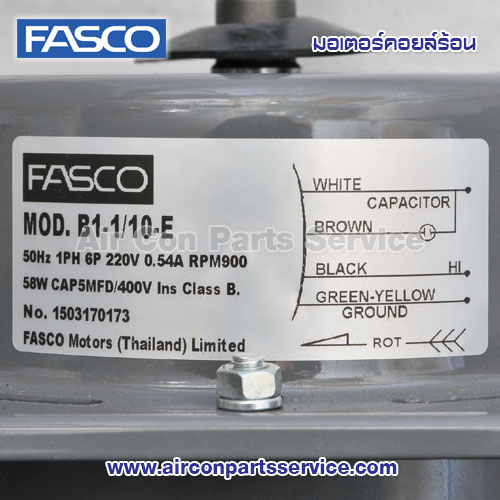 FASCO
มอเตอร์คอยล์ร้อน
FASCO
MOD. B1-1/10-E
50Hz 1PH 6P 220V 0.54A RPM900
58W CAP5MFD/400V Ins Class B.
No. 1503170173
FASCO Motors (Thailand) Limited
WHITE
CAPACITOR
BROWN
BLACK HI
GREEN-YELLOW
GROUND
ROT
Air Con Parts Service
www.airconpartsservice.com